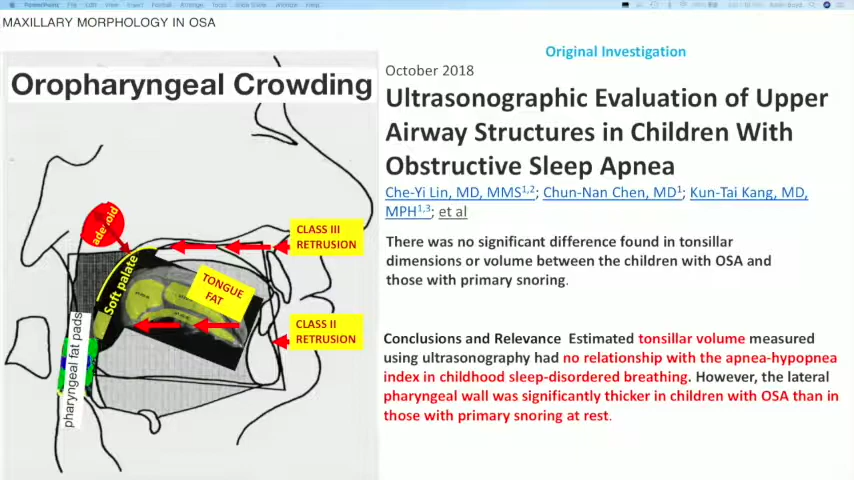 MAXILLARY MORPHOLOGY IN OSA
Oropharyngeal Crowding
adenoid
Soft palate
TONGUE
FAT
CLASS III
RETRUSION
CLASS II
RETRUSION
pharyngeal fat pads
Original Investigation
October 2018
Ultrasonographic Evaluation of Upper
Airway Structures in Children With
Obstructive Sleep Apnea
Che-Yi Lin, MD, MMS1,2; Chun-Nan Chen, MD1; Kun-Tai Kang, MD,
MPH1,3; et al
There was no significant difference found in tonsillar
dimensions or volume between the children with OSA and
those with primary snoring.
Conclusions and Relevance Estimated tonsillar volume measured
using ultrasonography had no relationship with the apnea-hypopnea
index in childhood sleep-disordered breathing. However, the lateral
pharyngeal wall was significantly thicker in children with OSA than in
those with primary snoring at rest.